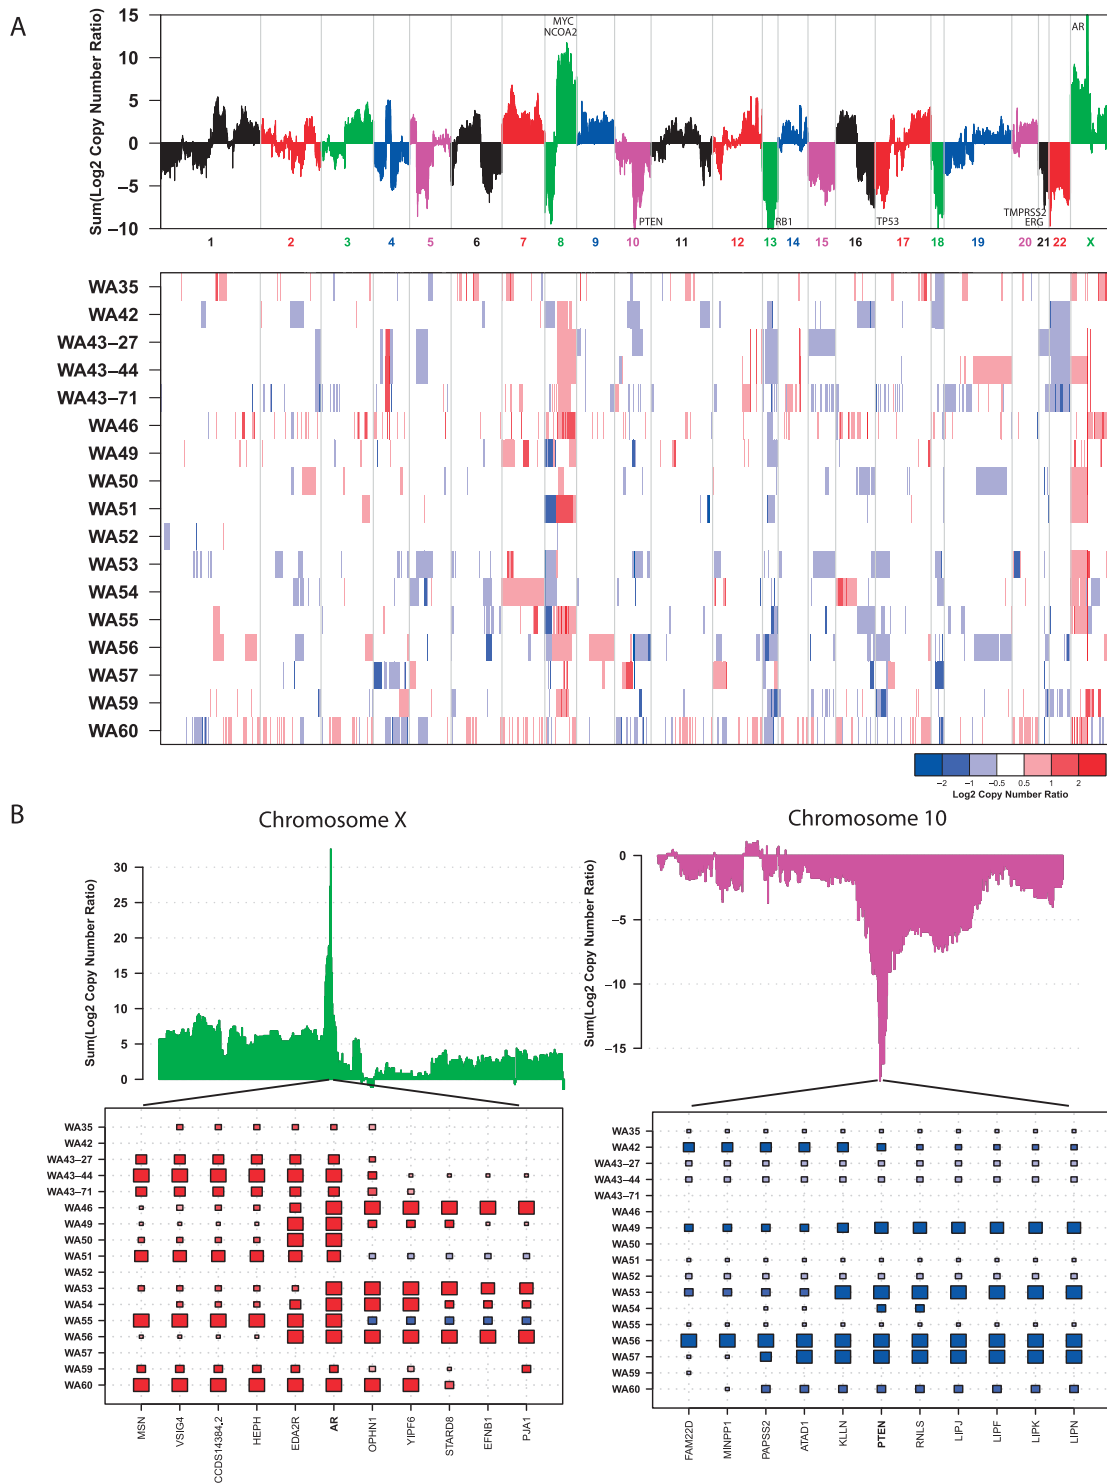 A
Sum(Log2 Copy Number Ratio)
15
10
5
0
−5
−10
MYC
NCOA2
AR
PTEN
RB1
TP53
TMPRSS2
ERG
1 2 3 4 5 6 7 8 9 10 11 12 13 14 15 16 17 18 19 20 21 22 X
WA35
WA42
WA43−27
WA43−44
WA43−71
WA46
WA49
WA50
WA51
WA52
WA53
WA54
WA55
WA56
WA57
WA59
WA60
−2 −1 −0.5 0.5 1 2
Log2 Copy Number Ratio
B
Chromosome X
Sum(Log2 Copy Number Ratio)
30
25
20
15
10
5
0
WA35
WA42
WA43−27
WA43−44
WA43−71
WA46
WA49
WA50
WA51
WA52
WA53
WA54
WA55
WA56
WA57
WA59
WA60
MSN
VSIG4
CCDS14384.2
HEPH
EDA2R
AR
OPHN1
YIPF6
STARD8
EFNB1
PJA1
Chromosome 10
Sum(Log2 Copy Number Ratio)
0
−5
−10
−15
WA35
WA42
WA43−27
WA43−44
WA43−71
WA46
WA49
WA50
WA51
WA52
WA53
WA54
WA55
WA56
WA57
WA59
WA60
FAM22D
MINPP1
PAPSS2
ATAD1
KLLN
PTEN
RNLS
LIPJ
LIPF
LIPK
LIPN